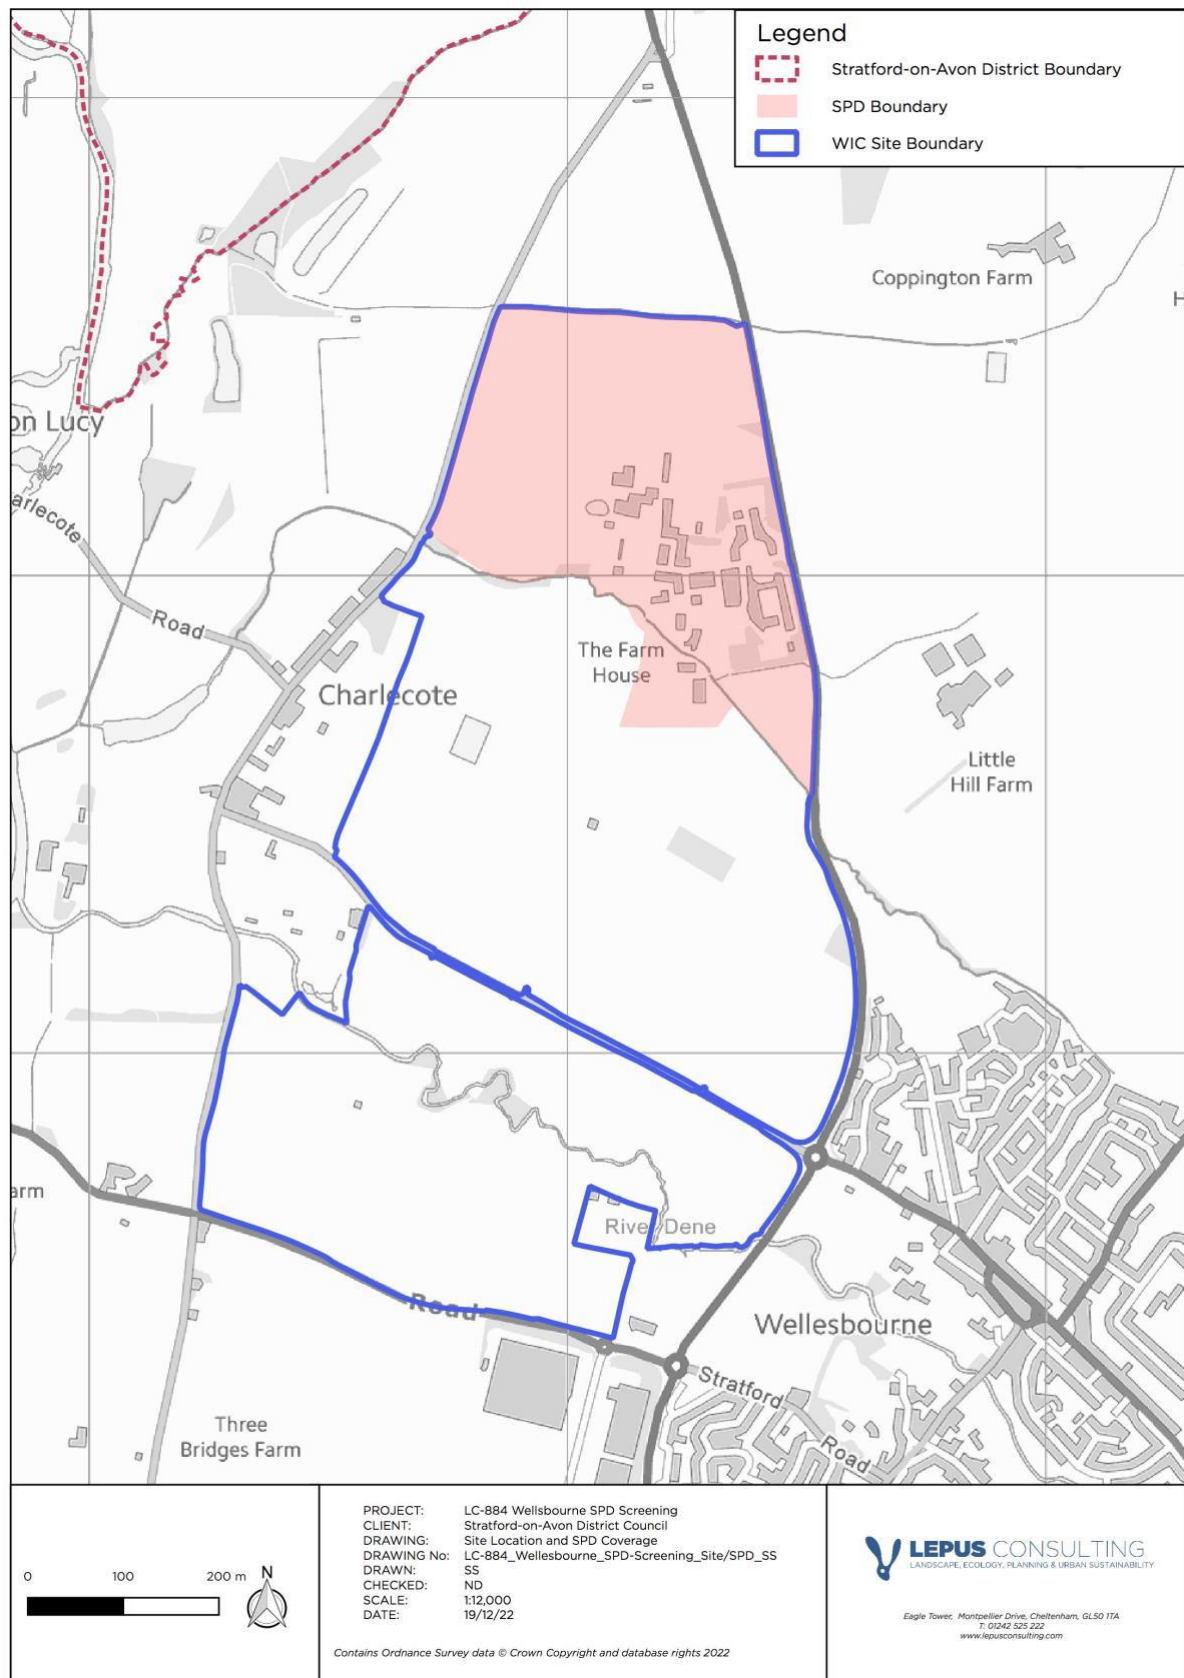 Legend
Stratford-on-Avon District Boundary
SPD Boundary
WIC Site Boundary
Coppington Farm
H
on Lucy
arlecote
Road
The Farm
House
Charlecote
Little
Hill Farm
arm
River Dene
Road
Wellesbourne
Stratford
Road
Three
Bridges Farm
0 100 200 m
N
PROJECT: LC-884 Wellsbourne SPD Screening
CLIENT: Stratford-on-Avon District Council
DRAWING: Site Location and SPD Coverage
DRAWING No: LC-884_Wellesbourne_SPD-Screening_Site/SPD_SS
DRAWN: SS
CHECKED: ND
SCALE: 1:12,000
DATE: 19/12/22
Contains Ordnance Survey data © Crown Copyright and database rights 2022
LEPUS CONSULTING
LANDSCAPE, ECOLOGY, PLANNING & URBAN SUSTAINABILITY
Eagle Tower, Montpellier Drive, Cheltenham, GL50 1TA
T: 01242 525 222
www.lepusconsulting.com